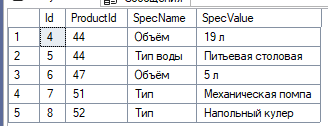 Id ProductId SpecName SpecValue
1 4 44 Объём 19 л
2 5 44 Тип воды Питьевая столовая
3 6 47 Объём 5 л
4 7 51 Тип Механическая помпа
5 8 52 Тип Напольный кулер